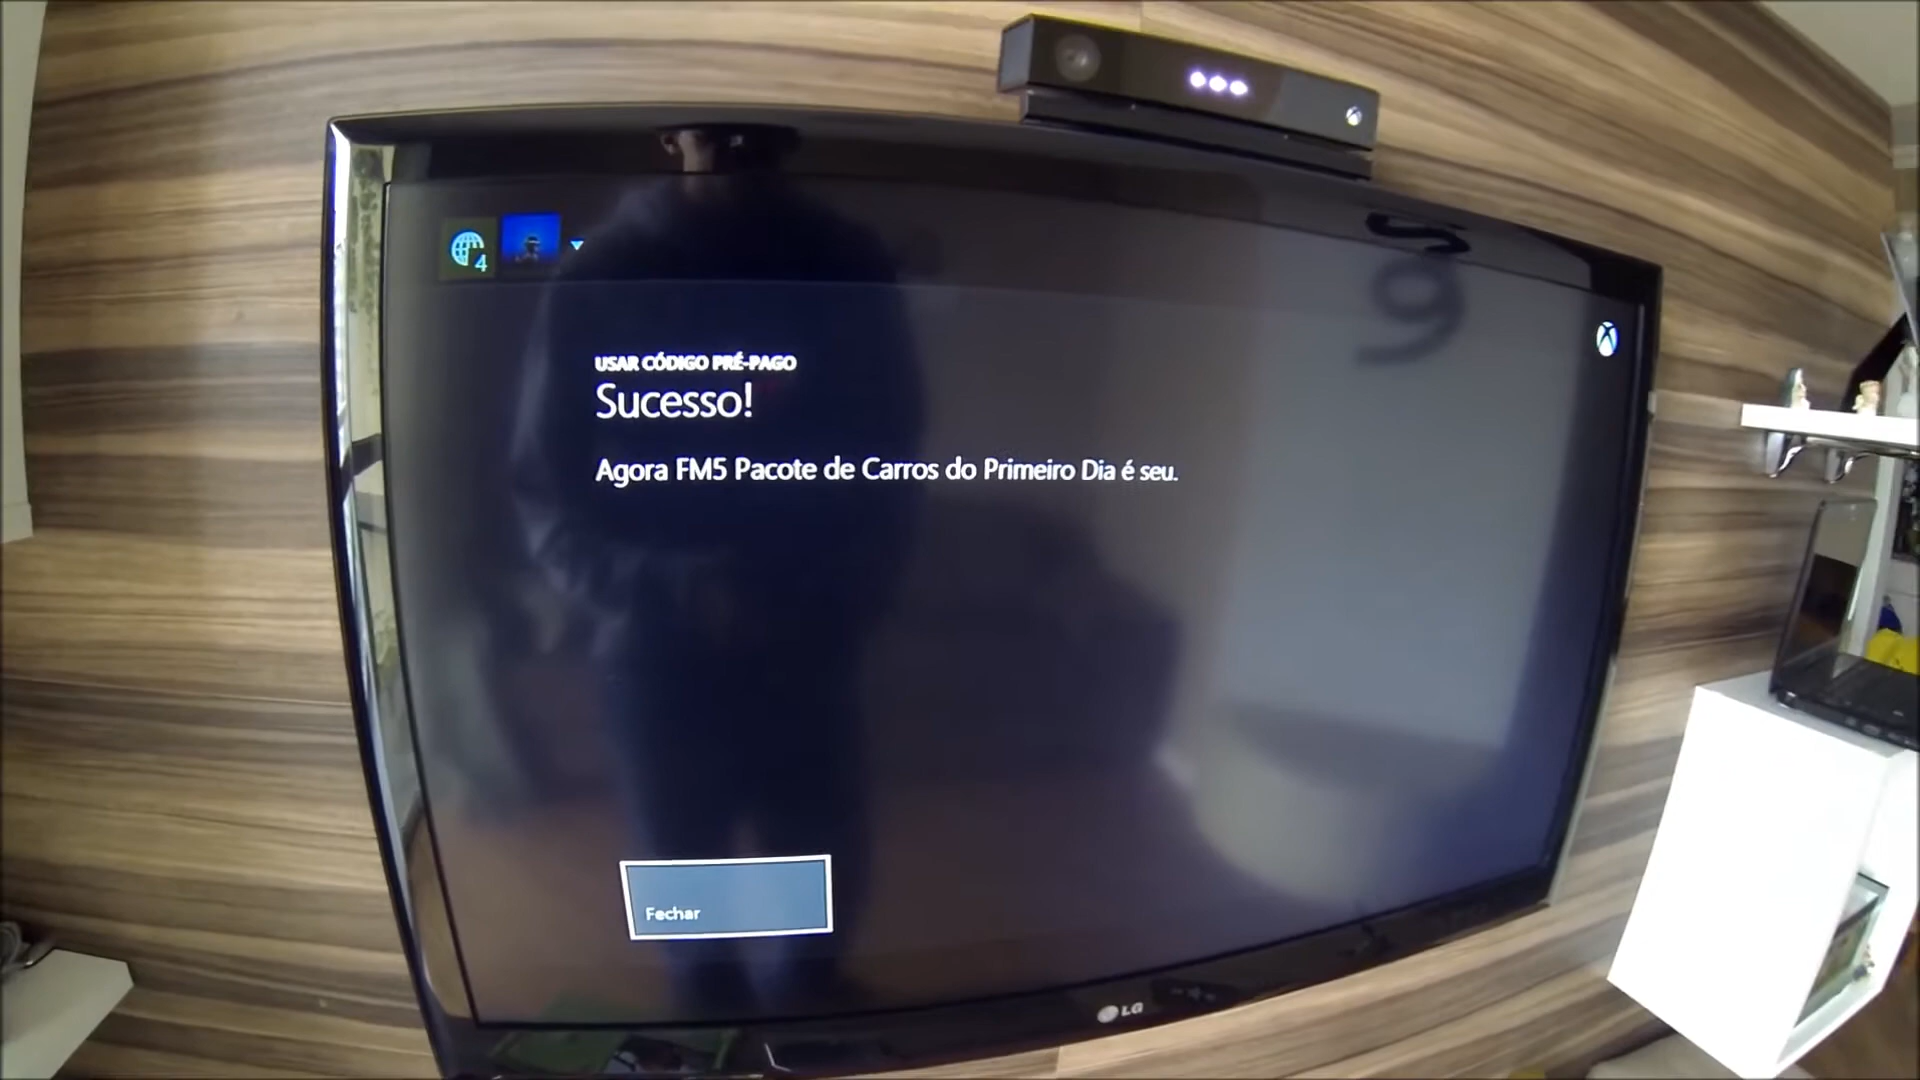 4
USAR CÓDIGO PRÉ-PAGO
Sucesso!
Agora FM5 Pacote de Carros do Primeiro Dia é seu.
Fechar
LG